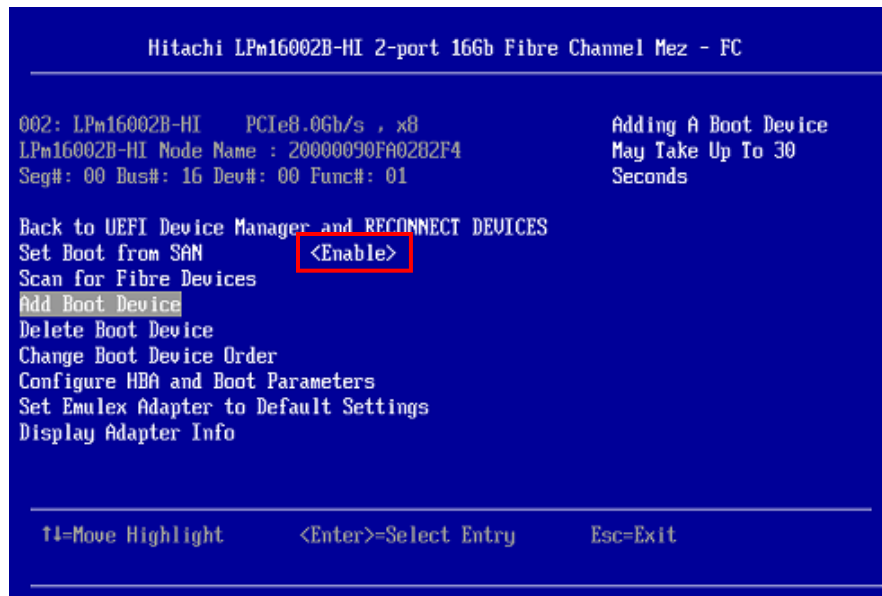 Hitachi LPm16002B-HI 2-port 16Gb Fibre Channel Mez - FC
002: LPm16002B-HI PCIe8.0Gb/s , x8
LPm16002B-HI Node Name : 20000090FA0282F4
Seg#: 00 Bus#: 16 Dev#: 00 Func#: 01
Adding A Boot Device
May Take Up To 30
Seconds
Back to UEFI Device Manager and RECONNECT DEVICES
Set Boot from SAN <Enable>
Scan for Fibre Devices
Add Boot Device
Delete Boot Device
Change Boot Device Order
Configure HBA and Boot Parameters
Set Emulex Adapter to Default Settings
Display Adapter Info
↑↓=Move Highlight <Enter>=Select Entry Esc=Exit